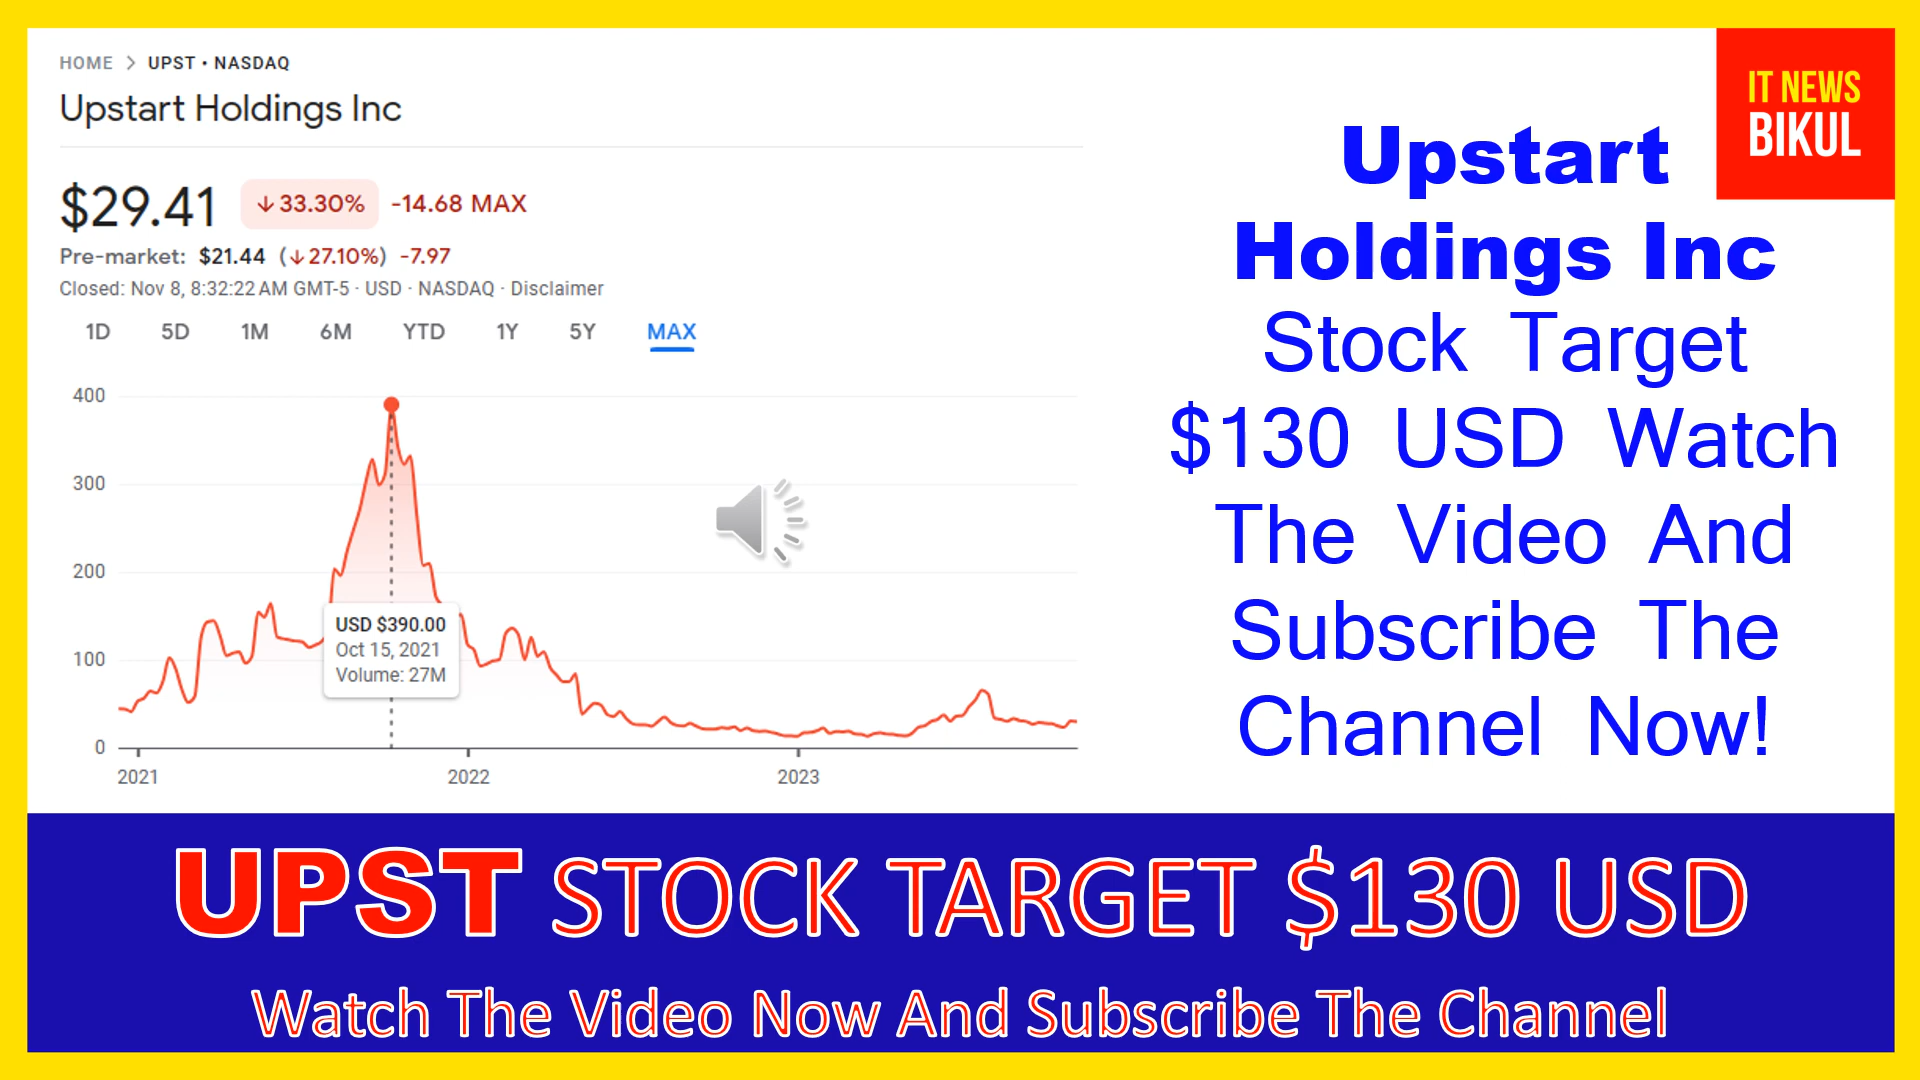 HOME > UPST • NASDAQ
Upstart Holdings Inc
$29.41 ↓33.30% -14.68 MAX
Pre-market: $21.44 (↓27.10%) -7.97
Closed: Nov 8, 8:32:22 AM GMT-5 · USD · NASDAQ · Disclaimer
1D 5D 1M 6M YTD 1Y 5Y MAX
400
300
200
100
0
USD $390.00
Oct 15, 2021
Volume: 27M
2021 2022 2023
IT NEWS
BIKUL
Upstart
Holdings Inc
Stock Target
$130 USD Watch
The Video And
Subscribe The
Channel Now!
UPST STOCK TARGET $130 USD
Watch The Video Now And Subscribe The Channel